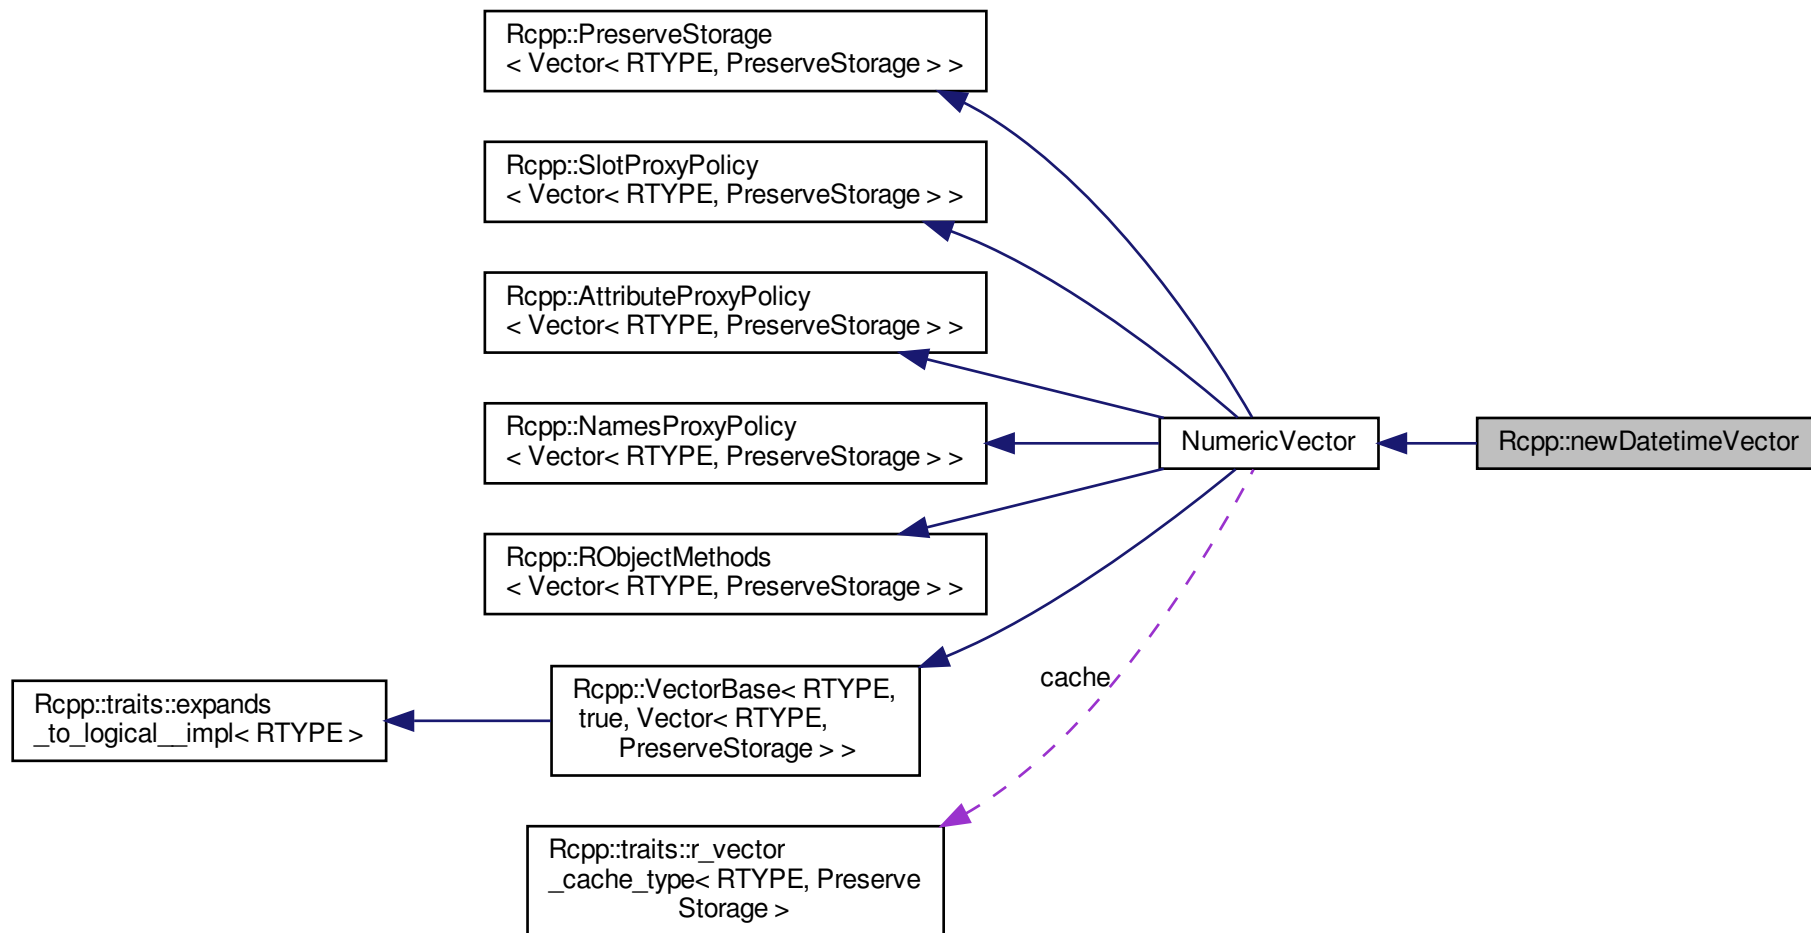 Rcpp::PreserveStorage
< Vector< RTYPE, PreserveStorage > >
Rcpp::SlotProxyPolicy
< Vector< RTYPE, PreserveStorage > >
Rcpp::AttributeProxyPolicy
< Vector< RTYPE, PreserveStorage > >
Rcpp::NamesProxyPolicy
< Vector< RTYPE, PreserveStorage > >
NumericVector
Rcpp::newDatetimeVector
Rcpp::RObjectMethods
< Vector< RTYPE, PreserveStorage > >
Rcpp::traits::expands
_to_logical__impl< RTYPE >
Rcpp::VectorBase< RTYPE,
true, Vector< RTYPE,
PreserveStorage > >
cache
Rcpp::traits::r_vector
_cache_type< RTYPE, Preserve
Storage >